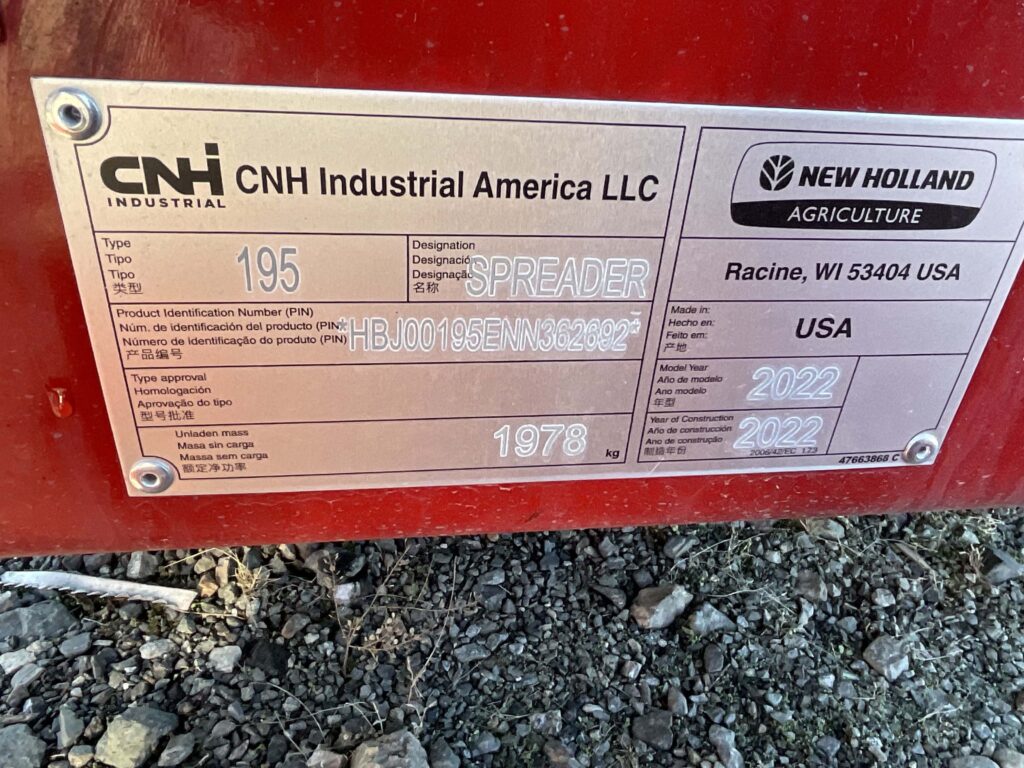 CNH
INDUSTRIAL
CNH Industrial America LLC
NEW HOLLAND
AGRICULTURE
Type
Tipo
Tipo
类型
195
Designation
Designació
Designação
名称
SPREADER
Racine, WI 53404 USA
Product Identification Number (PIN)
Núm. de identificación del producto (PIN)
Número de identificação do produto (PIN)
产品编号
*HBJ00195ENN362692*
Made in:
Hecho en:
Feito em:
产地
USA
Type approval
Homologación
Aprovação do tipo
型号批准
Model Year
Año de modelo
Ano modelo
年型
2022
Unladen mass
Masa sin carga
Massa sem carga
额定净功率
1978
kg
Year of Construction
Año de construcción
Ano de construção
制造年份
2022
2006/42/EC 1.7.3
47663868 C